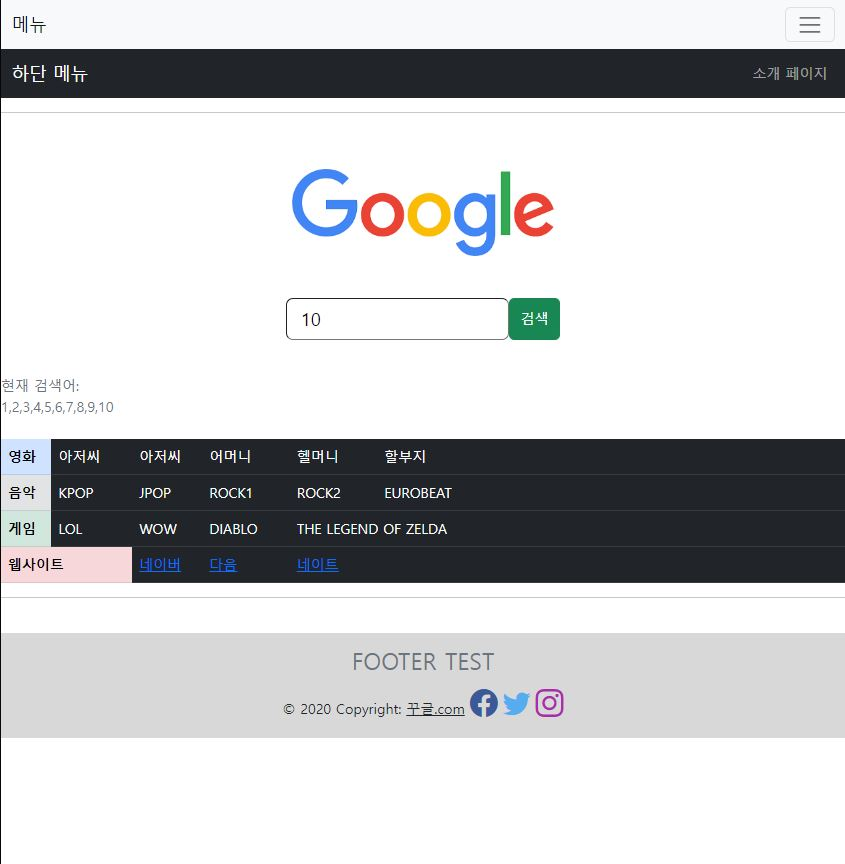 메뉴
하단 메뉴 소개 페이지
Google
10 검색
현재 검색어:
1,2,3,4,5,6,7,8,9,10
영화 아저씨 아저씨 어머니 헬머니 할부지
음악 KPOP JPOP ROCK1 ROCK2 EUROBEAT
게임 LOL WOW DIABLO THE LEGEND OF ZELDA
웹사이트 네이버 다음 네이트
FOOTER TEST
© 2020 Copyright: 꾸글.com